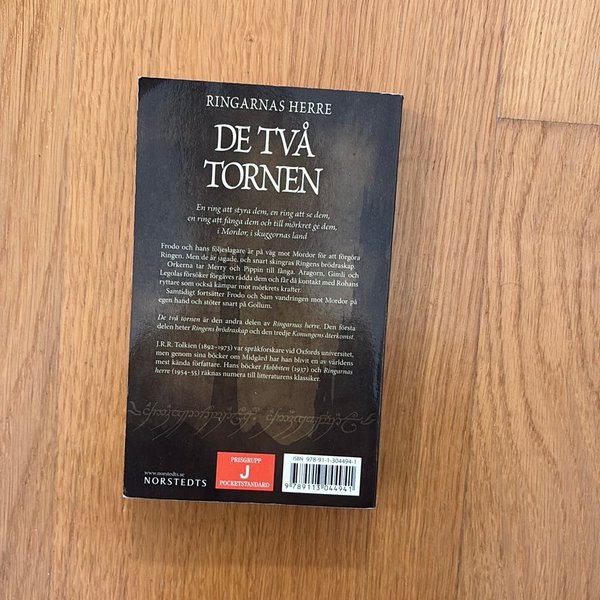 RINGARNAS HERRE
DE TVÅ
TORNEN
En ring att styra dem, en ring att se dem,
en ring att fånga dem och till mörkret ge dem,
i Mordor, i skuggornas land
Frodo och hans följeslagare är på väg mot Mordor för att förgöra
Ringen. Men de är jagade, och snart skingras Ringens brödraskap.
Orkerna tar Merry och Pippin till fånga. Aragorn, Gimli och
Legolas försöker förgäves rädda dem och får då kontakt med Rohans
ryttare som också kämpar mot mörkrets krafter.
Samtidigt fortsätter Frodo och Sam vandringen mot Mordor på
egen hand och stöter snart på Gollum.
De två tornen är den andra delen av Ringarnas herre. Den första
delen heter Ringens brödraskap och den tredje Konungens återkomst.
J.R.R. Tolkien (1892–1973) var språkforskare vid Oxfords universitet,
men genom sina böcker om Midgård har han blivit en av världens
mest kända författare. Hans böcker Hobbiten (1937) och Ringarnas
herre (1954–55) räknas numera till litteraturens klassiker.
www.norstedts.se
NORSTEDTS
PRISGRUPP
J
POCKETSTANDARD
ISBN 978-91-1-304494-1
9 789113 044941